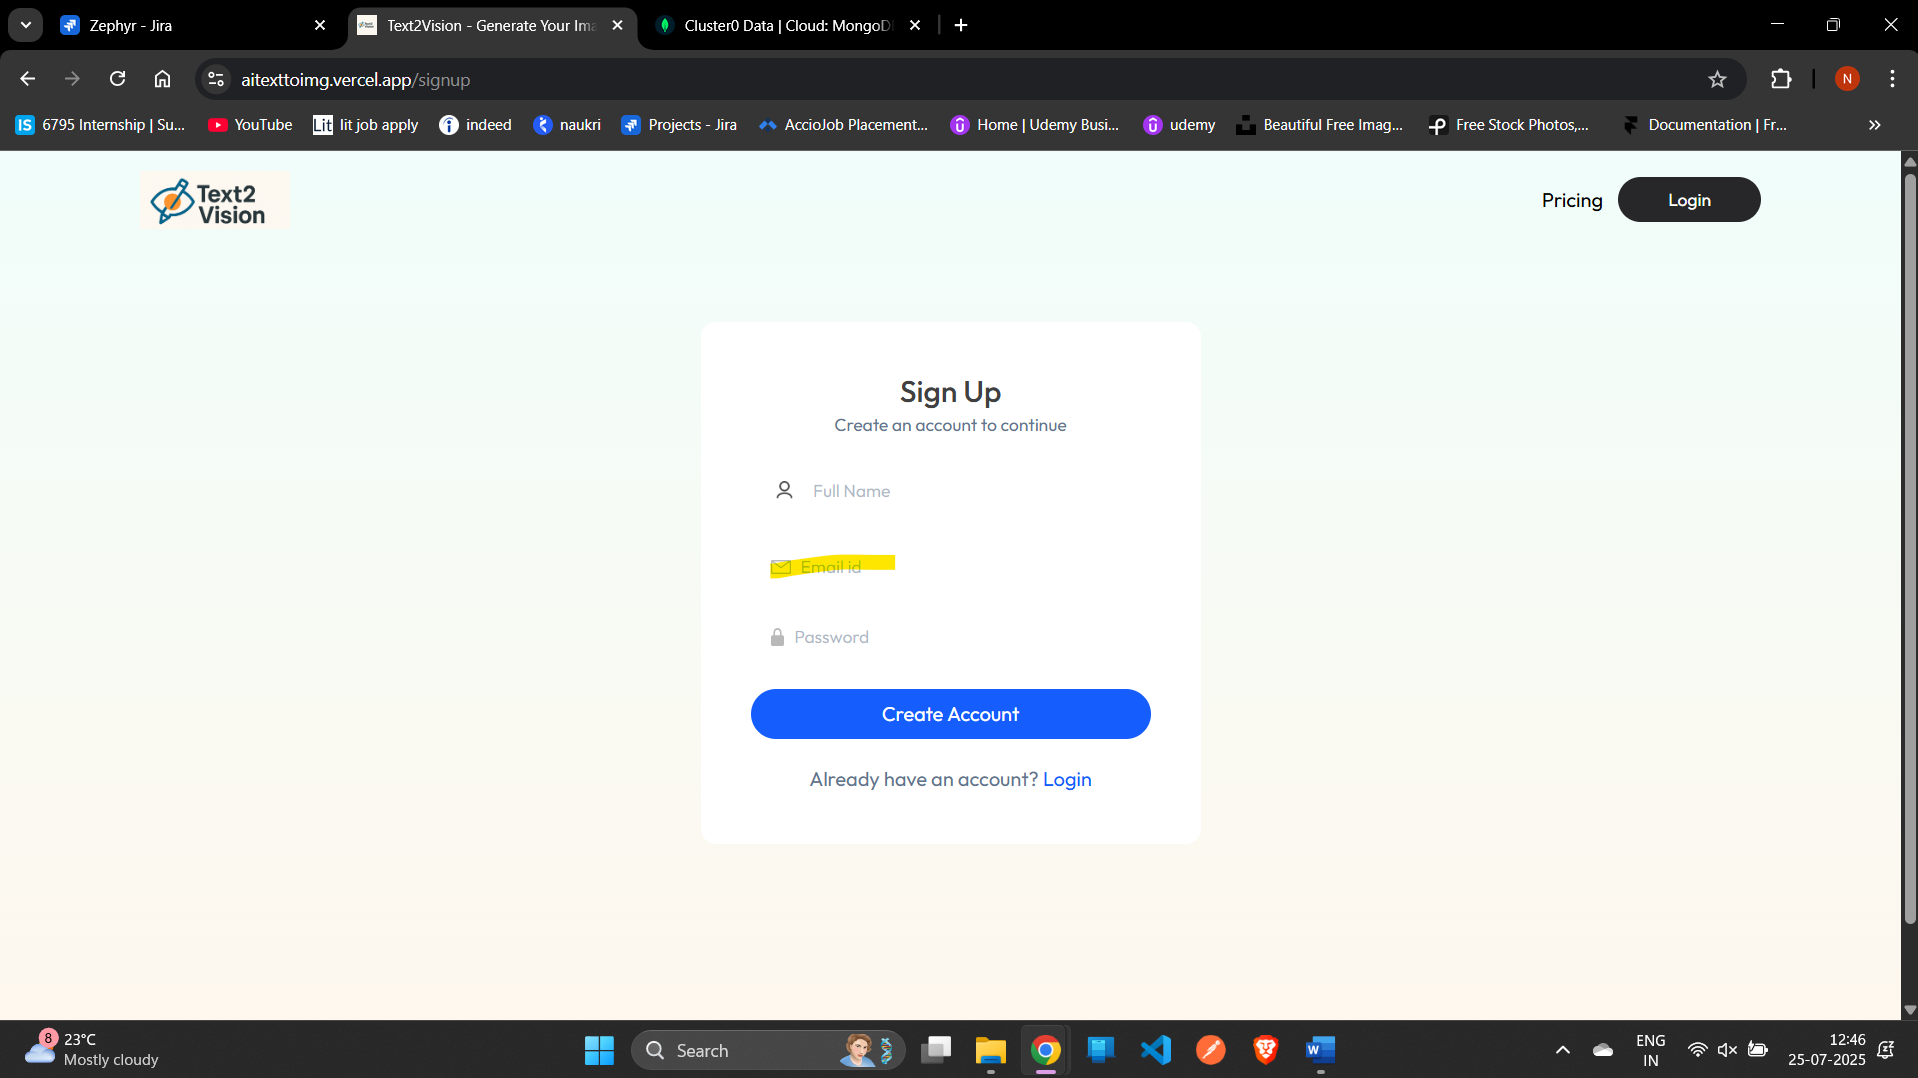 Zephyr - Jira
Text2Vision - Generate Your Ima
Cluster0 Data | Cloud: MongoD
aitexttoimg.vercel.app/signup
N
IS 6795 Internship | Su...
YouTube
Lit lit job apply
indeed
naukri
Projects - Jira
AccioJob Placement...
Home | Udemy Busi...
udemy
Beautiful Free Imag...
Free Stock Photos,...
Documentation | Fr...
Text2
Vision
Pricing
Login
Sign Up
Create an account to continue
Full Name
Email id
Password
Create Account
Already have an account? Login
8
23°C
Mostly cloudy
Search
W
ENG
IN
12:46
25-07-2025